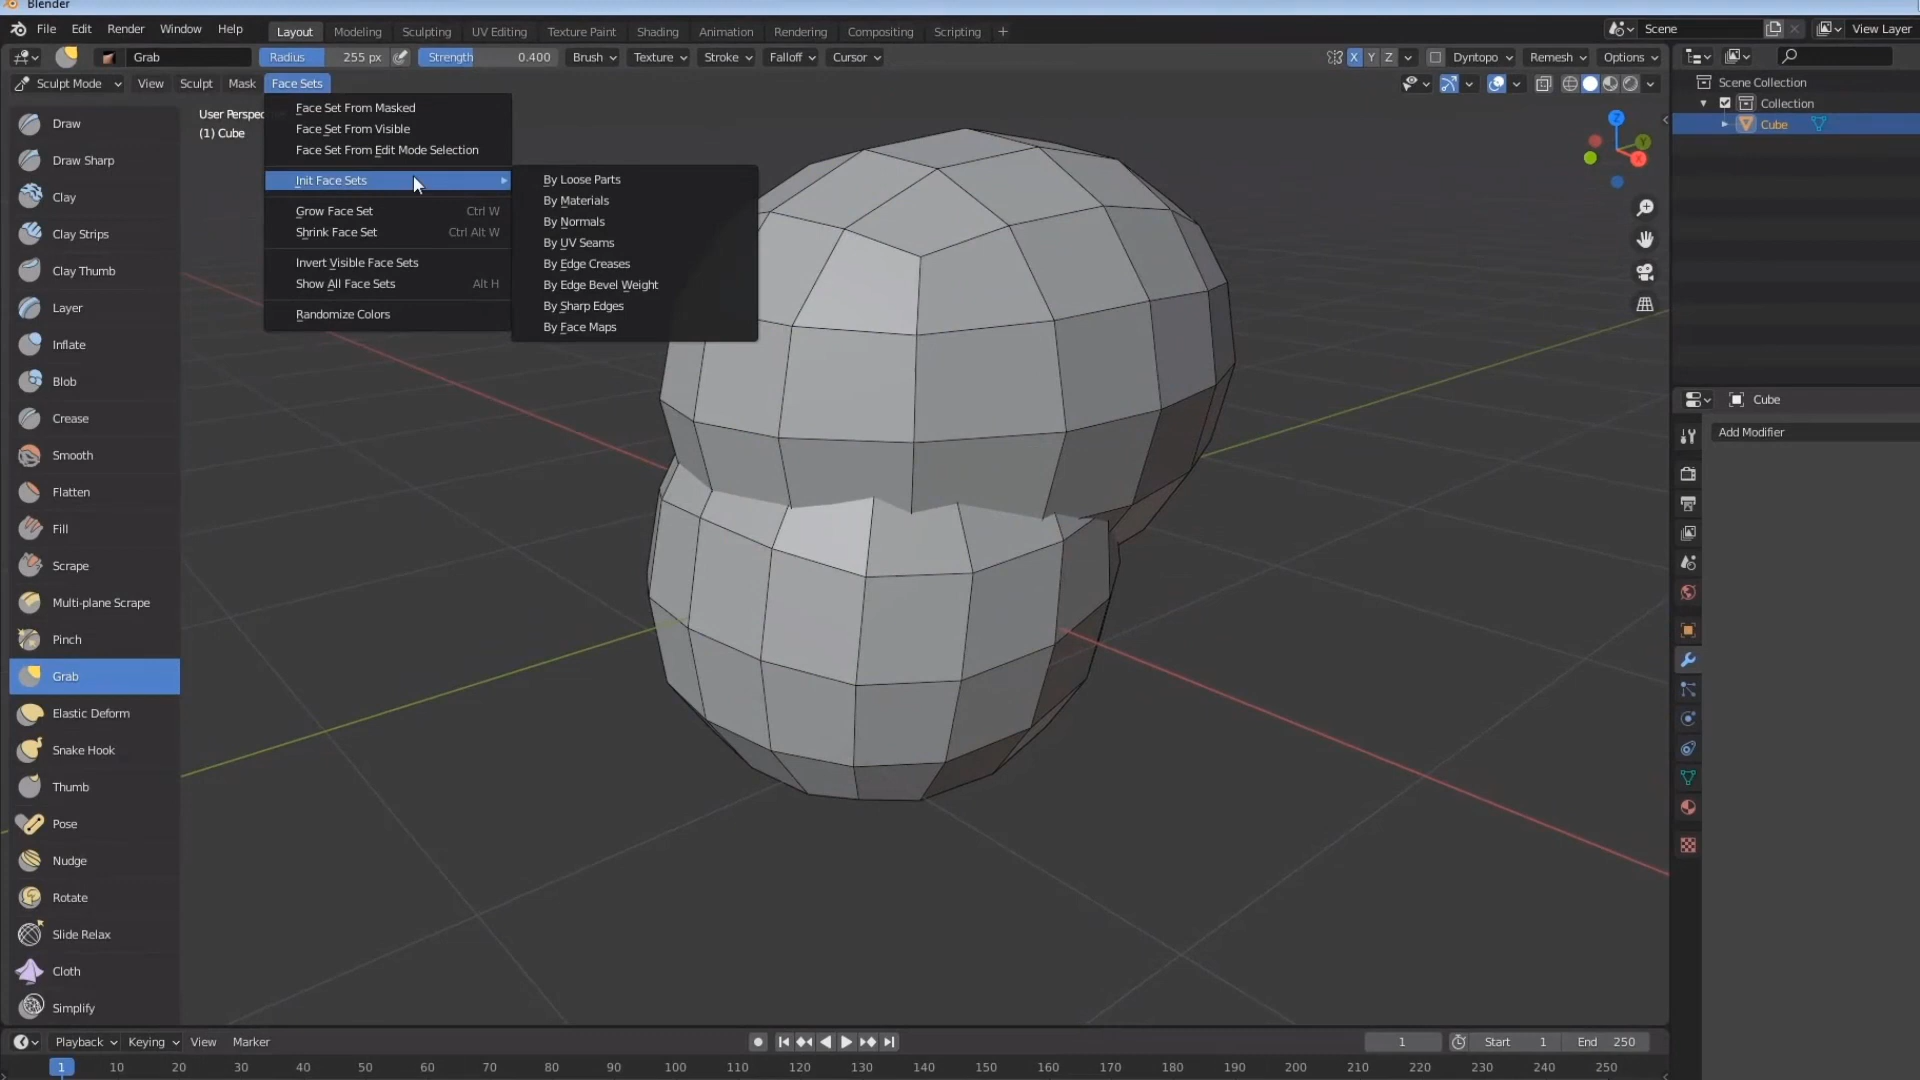 Blender
File Edit Render Window Help Layout Modeling Sculpting UV Editing Texture Paint Shading Animation Rendering Compositing Scripting + Scene View Layer
Grab Radius 255 px Strength 0.400 Brush Texture Stroke Falloff Cursor X Y Z Dyntopo Remesh Options
Sculpt Mode View Sculpt Mask Face Sets
Scene Collection
Collection
Cube
User Perspe
(1) Cube
Face Set From Masked
Face Set From Visible
Face Set From Edit Mode Selection
Init Face Sets
Grow Face Set Ctrl W
Shrink Face Set Ctrl Alt W
Invert Visible Face Sets
Show All Face Sets Alt H
Randomize Colors
By Loose Parts
By Materials
By Normals
By UV Seams
By Edge Creases
By Edge Bevel Weight
By Sharp Edges
By Face Maps
Z
Y
X
Draw
Draw Sharp
Clay
Clay Strips
Clay Thumb
Layer
Inflate
Blob
Crease
Smooth
Flatten
Fill
Scrape
Multi-plane Scrape
Pinch
Grab
Elastic Deform
Snake Hook
Thumb
Pose
Nudge
Rotate
Slide Relax
Cloth
Simplify
Cube
Add Modifier
Playback Keying View Marker 1 Start 1 End 250
1 10 20 30 40 50 60 70 80 90 100 110 120 130 140 150 160 170 180 190 200 210 220 230 240 250